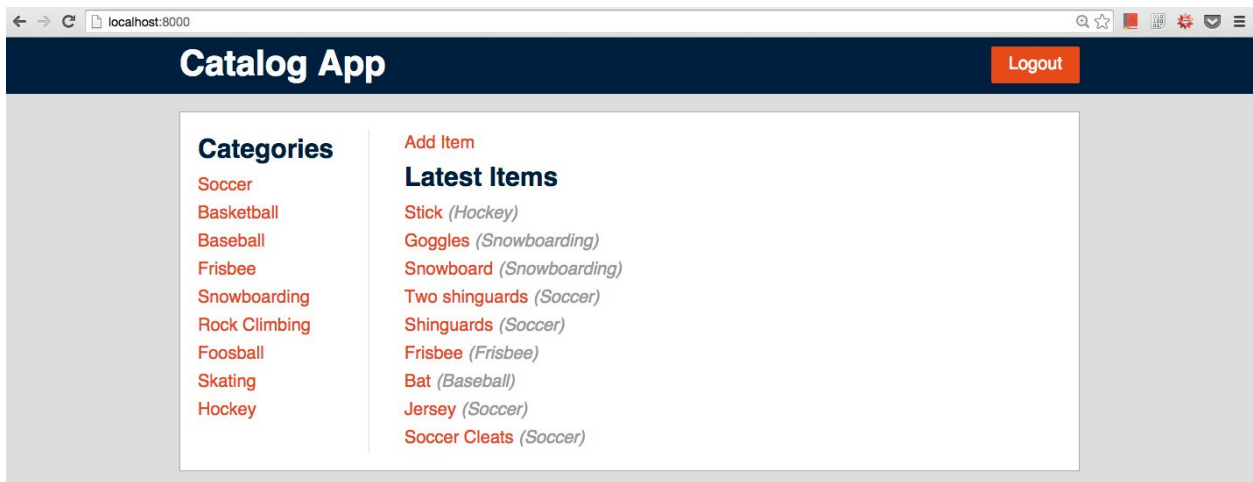 localhost:8000
Catalog App
Logout
Categories
Soccer
Basketball
Baseball
Frisbee
Snowboarding
Rock Climbing
Foosball
Skating
Hockey
Add Item
Latest Items
Stick (Hockey)
Goggles (Snowboarding)
Snowboard (Snowboarding)
Two shinguards (Soccer)
Shinguards (Soccer)
Frisbee (Frisbee)
Bat (Baseball)
Jersey (Soccer)
Soccer Cleats (Soccer)